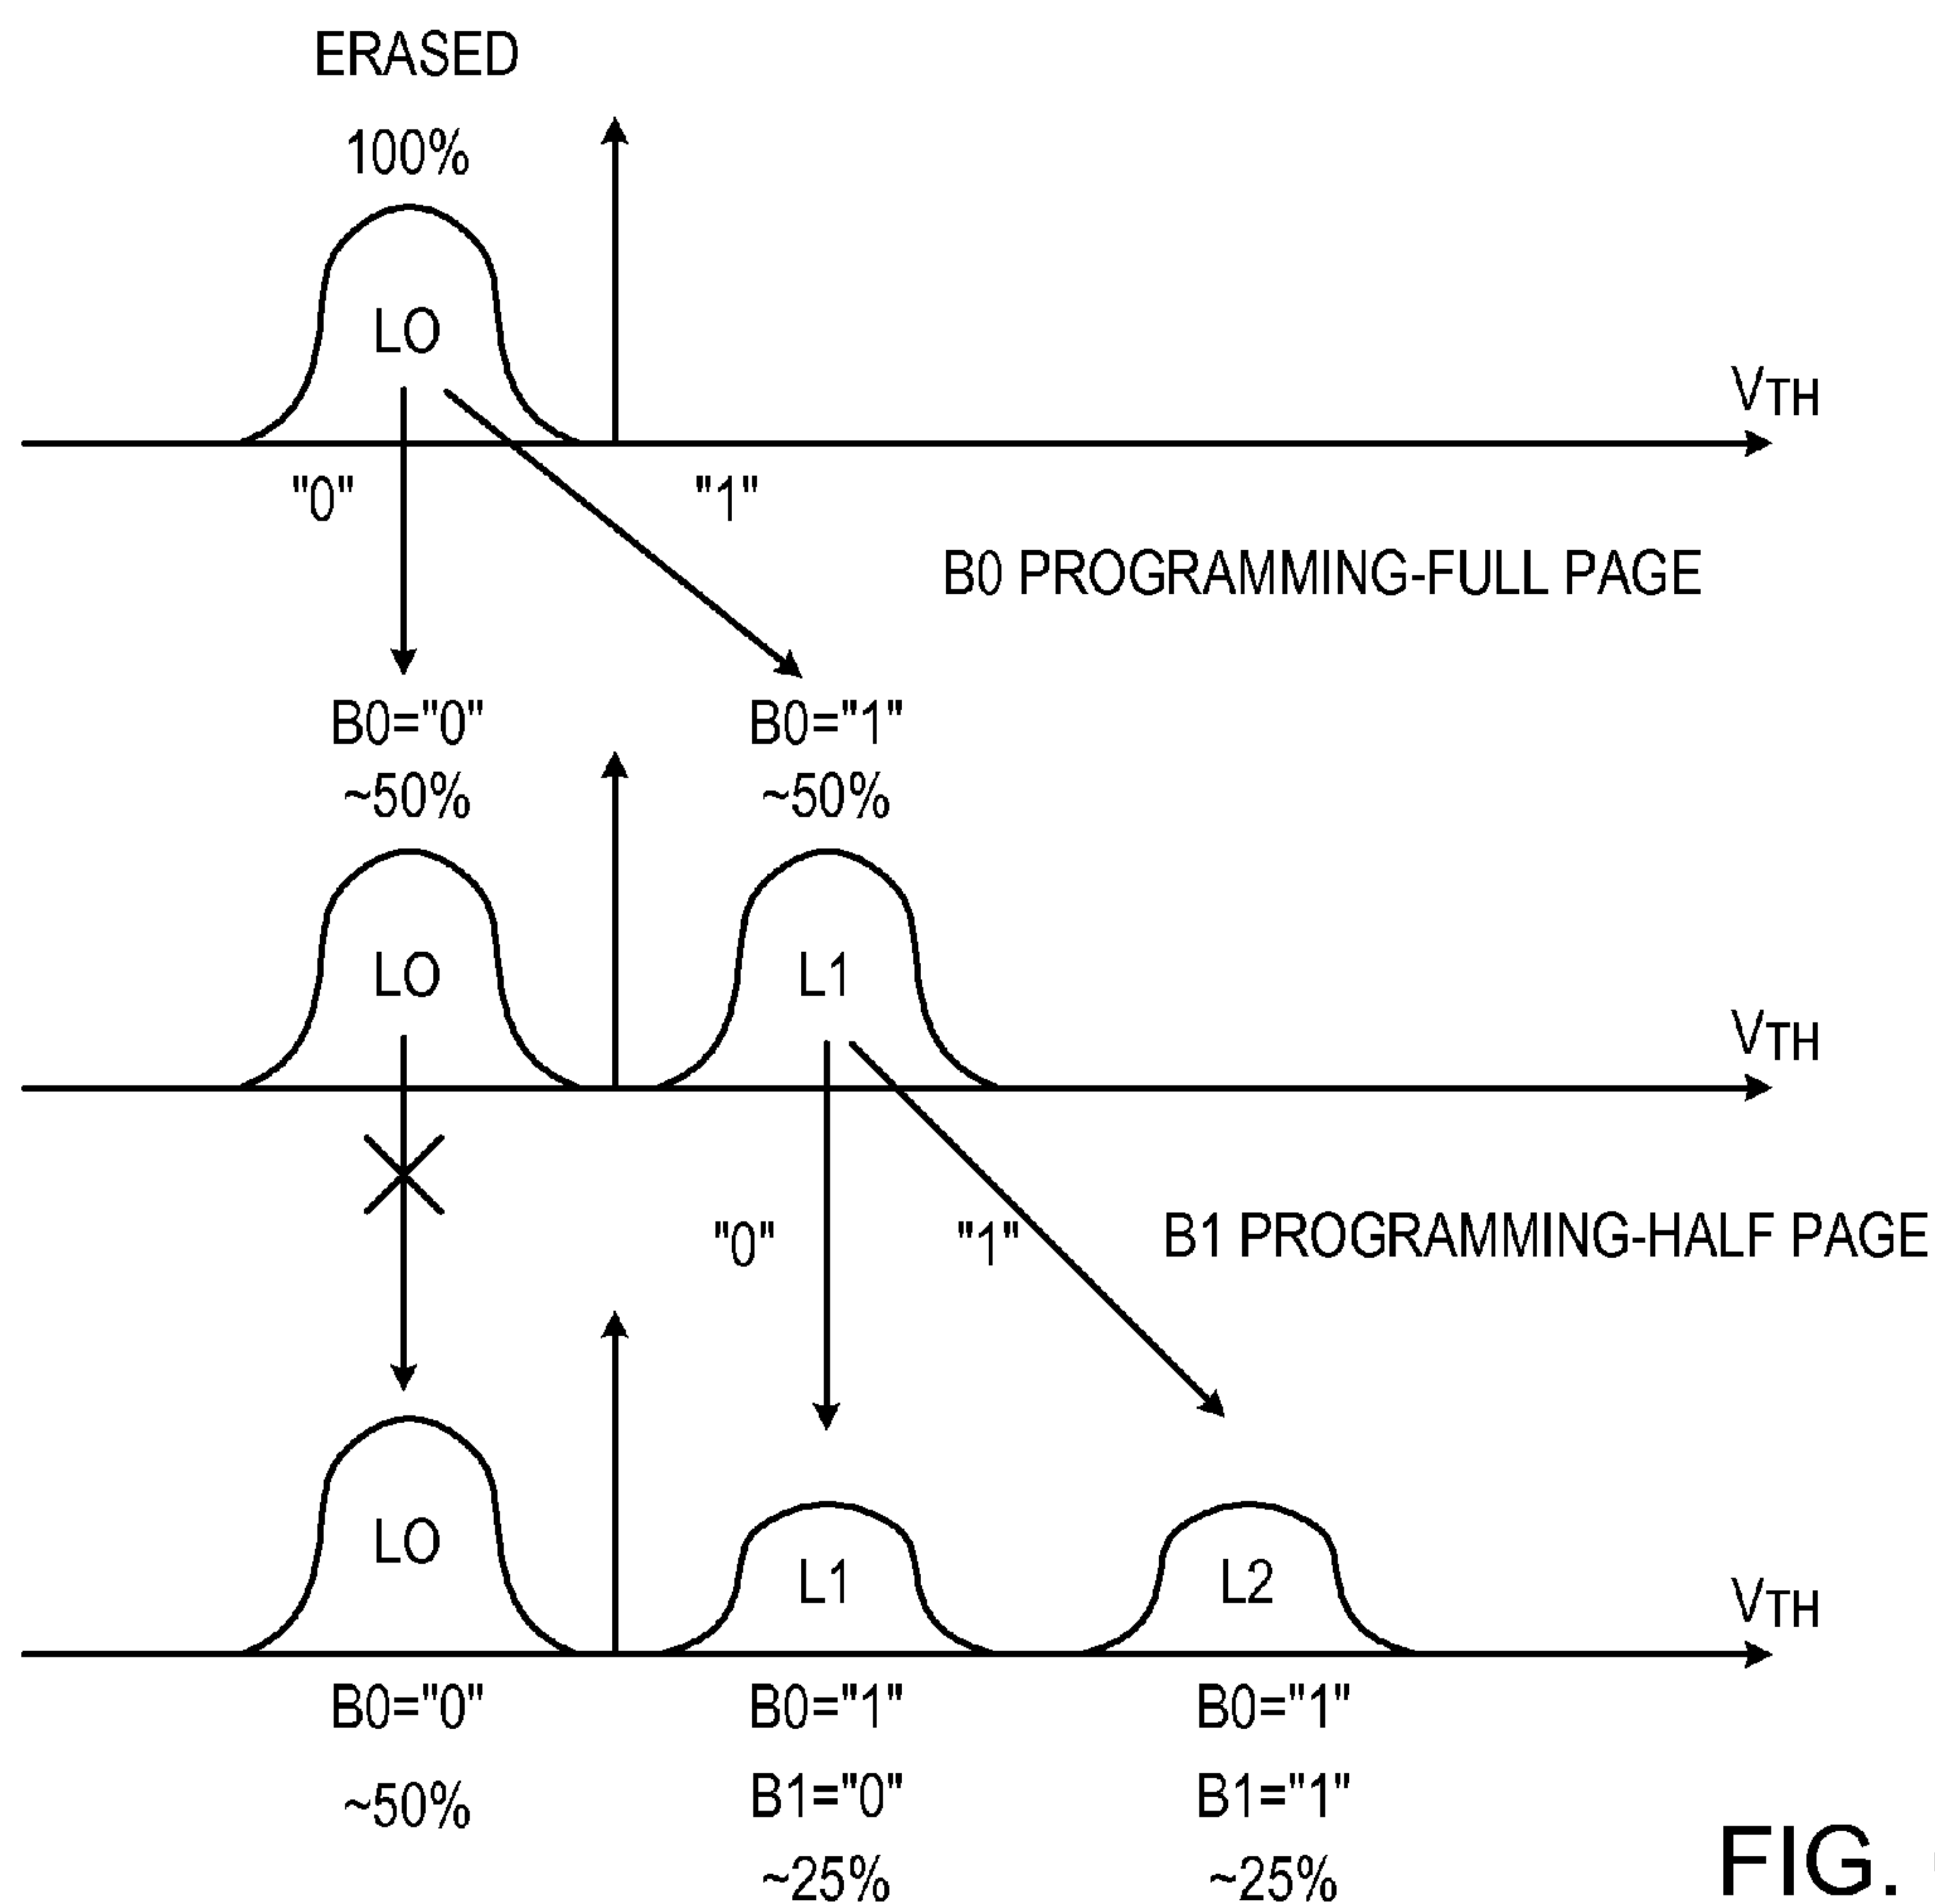 ERASED
100%
LO
VTH
"0" "1"
B0 PROGRAMMING-FULL PAGE
B0="0" B0="1"
~50% ~50%
LO L1
VTH
"0" "1" B1 PROGRAMMING-HALF PAGE
LO L1 L2
VTH
B0="0" B0="1" B0="1"
B1="0" B1="1"
~50%
~25% ~25%
FIG.